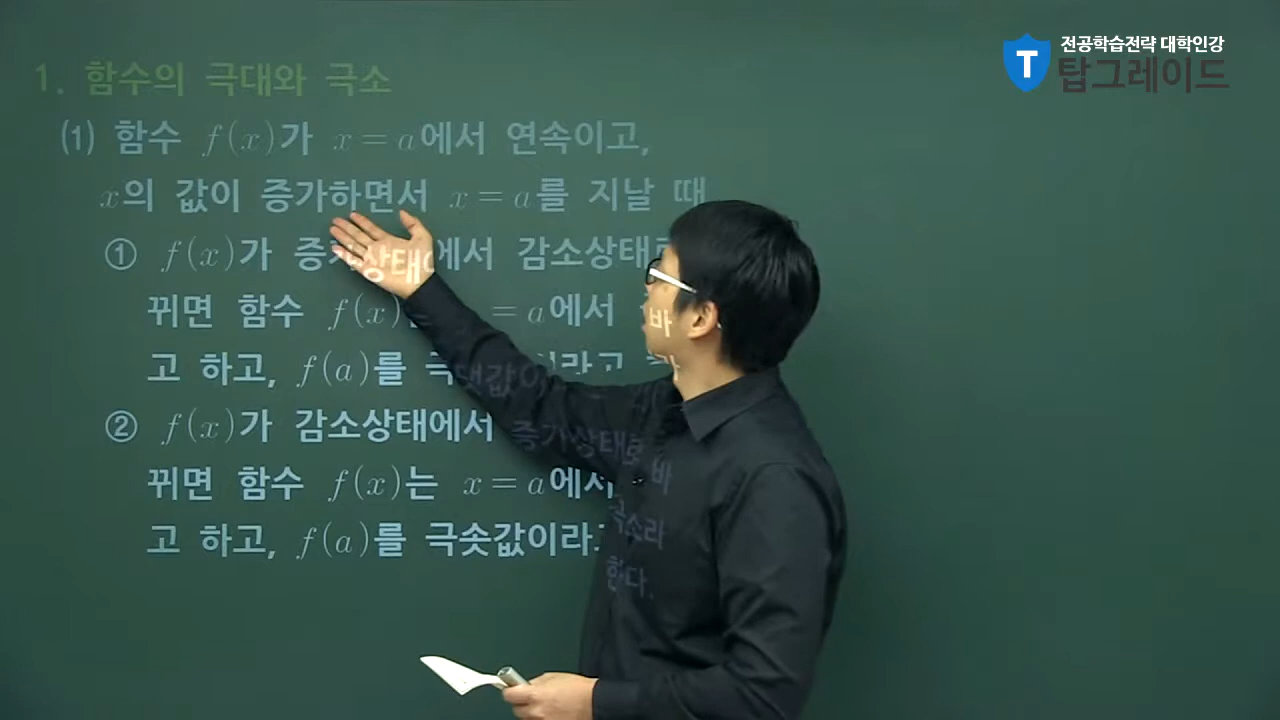 전공학습전략 대학인강
T 탑그레이드
1. 함수의 극대와 극소
(1) 함수 f(x)가 x=a에서 연속이고,
x의 값이 증가하면서 x=a를 지날 때
① f(x)가 증가상태에서 감소상태로
바뀌면 함수 f(x) =a에서
고 하고, f(a)를 극댓값이라고
② f(x)가 감소상태에서 증가상태로 바
뀌면 함수 f(x)는 x=a에서 극소라
고 하고, f(a)를 극솟값이라고 한다.